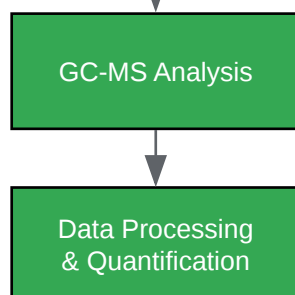 GC-MS Analysis
Data Processing
& Quantification